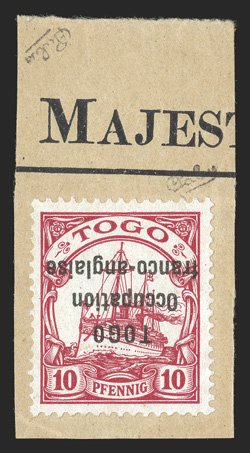 MAJEST
TOGO
TOGO
Occupation
franco-anglaise
10 PFENNIG 10